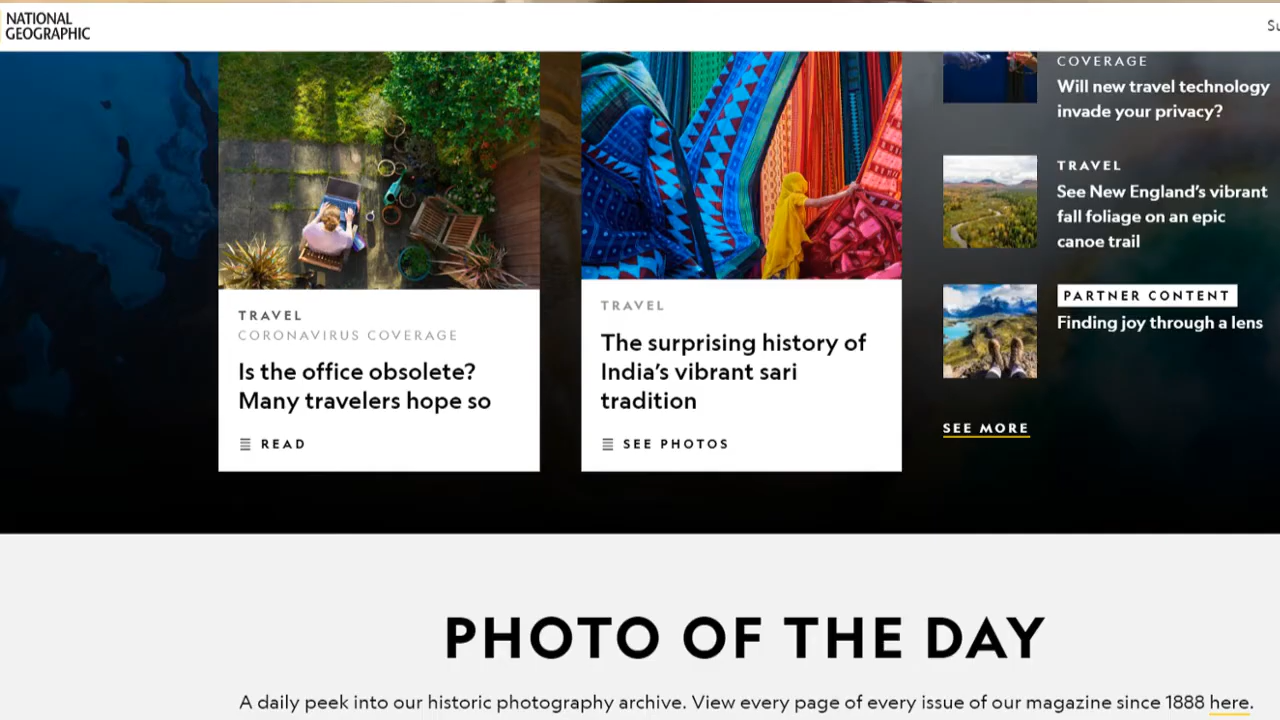 NATIONAL
GEOGRAPHIC
TRAVEL
CORONAVIRUS COVERAGE
Is the office obsolete?
Many travelers hope so
READ
TRAVEL
The surprising history of
India's vibrant sari
tradition
SEE PHOTOS
COVERAGE
Will new travel technology
invade your privacy?
TRAVEL
See New England's vibrant
fall foliage on an epic
canoe trail
PARTNER CONTENT
Finding joy through a lens
SEE MORE
PHOTO OF THE DAY
A daily peek into our historic photography archive. View every page of every issue of our magazine since 1888 here.